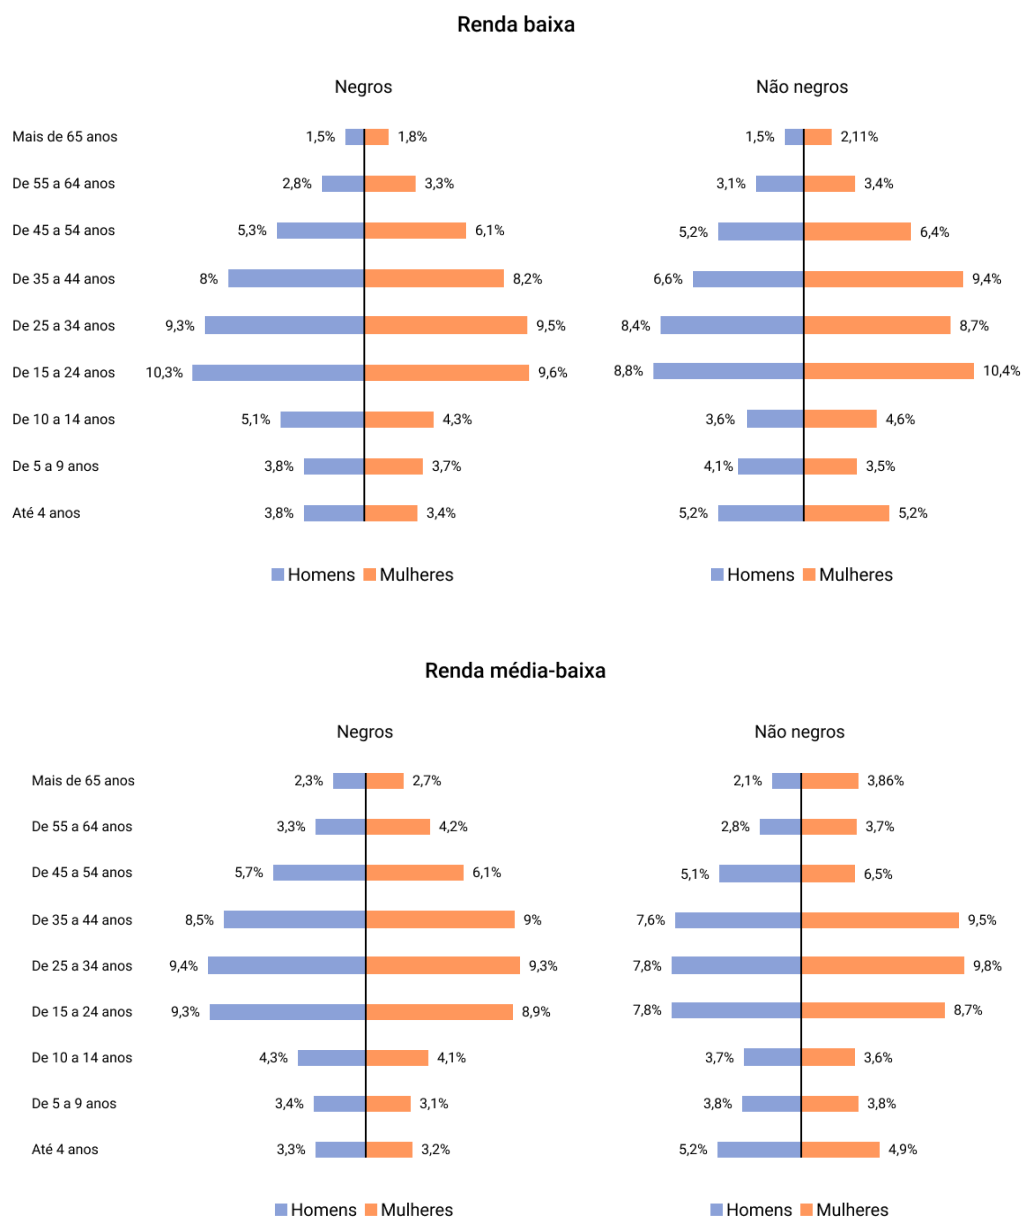 Renda baixa
Negros Não negros
Mais de 65 anos 1,5% 1,8% 1,5% 2,11%
De 55 a 64 anos 2,8% 3,3% 3,1% 3,4%
De 45 a 54 anos 5,3% 6,1% 5,2% 6,4%
De 35 a 44 anos 8% 8,2% 6,6% 9,4%
De 25 a 34 anos 9,3% 9,5% 8,4% 8,7%
De 15 a 24 anos 10,3% 9,6% 8,8% 10,4%
De 10 a 14 anos 5,1% 4,3% 3,6% 4,6%
De 5 a 9 anos 3,8% 3,7% 4,1% 3,5%
Até 4 anos 3,8% 3,4% 5,2% 5,2%
Homens Mulheres Homens Mulheres
Renda média-baixa
Negros Não negros
Mais de 65 anos 2,3% 2,7% 2,1% 3,86%
De 55 a 64 anos 3,3% 4,2% 2,8% 3,7%
De 45 a 54 anos 5,7% 6,1% 5,1% 6,5%
De 35 a 44 anos 8,5% 9% 7,6% 9,5%
De 25 a 34 anos 9,4% 9,3% 7,8% 9,8%
De 15 a 24 anos 9,3% 8,9% 7,8% 8,7%
De 10 a 14 anos 4,3% 4,1% 3,7% 3,6%
De 5 a 9 anos 3,4% 3,1% 3,8% 3,8%
Até 4 anos 3,3% 3,2% 5,2% 4,9%
Homens Mulheres Homens Mulheres